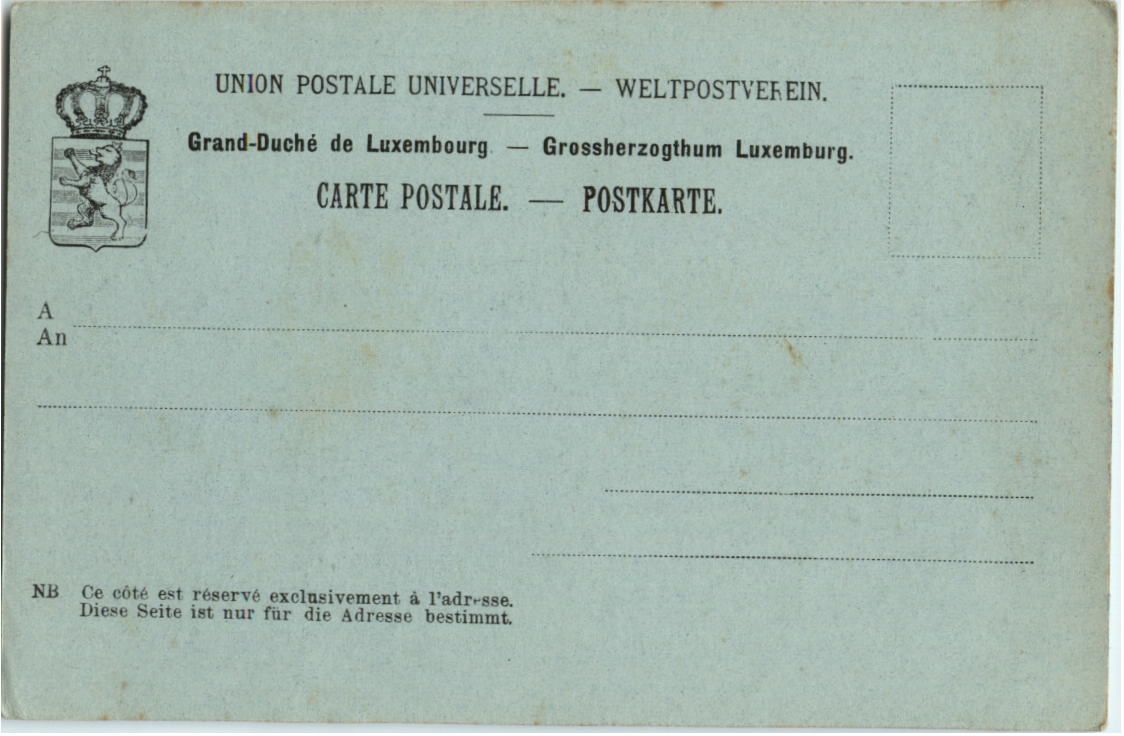 UNION POSTALE UNIVERSELLE. — WELTPOSTVEREIN.
Grand-Duché de Luxembourg — Grossherzogthum Luxemburg.
CARTE POSTALE. — POSTKARTE.
A
An
NB Ce côté est réservé exclusivement à l'adresse.
Diese Seite ist nur für die Adresse bestimmt.